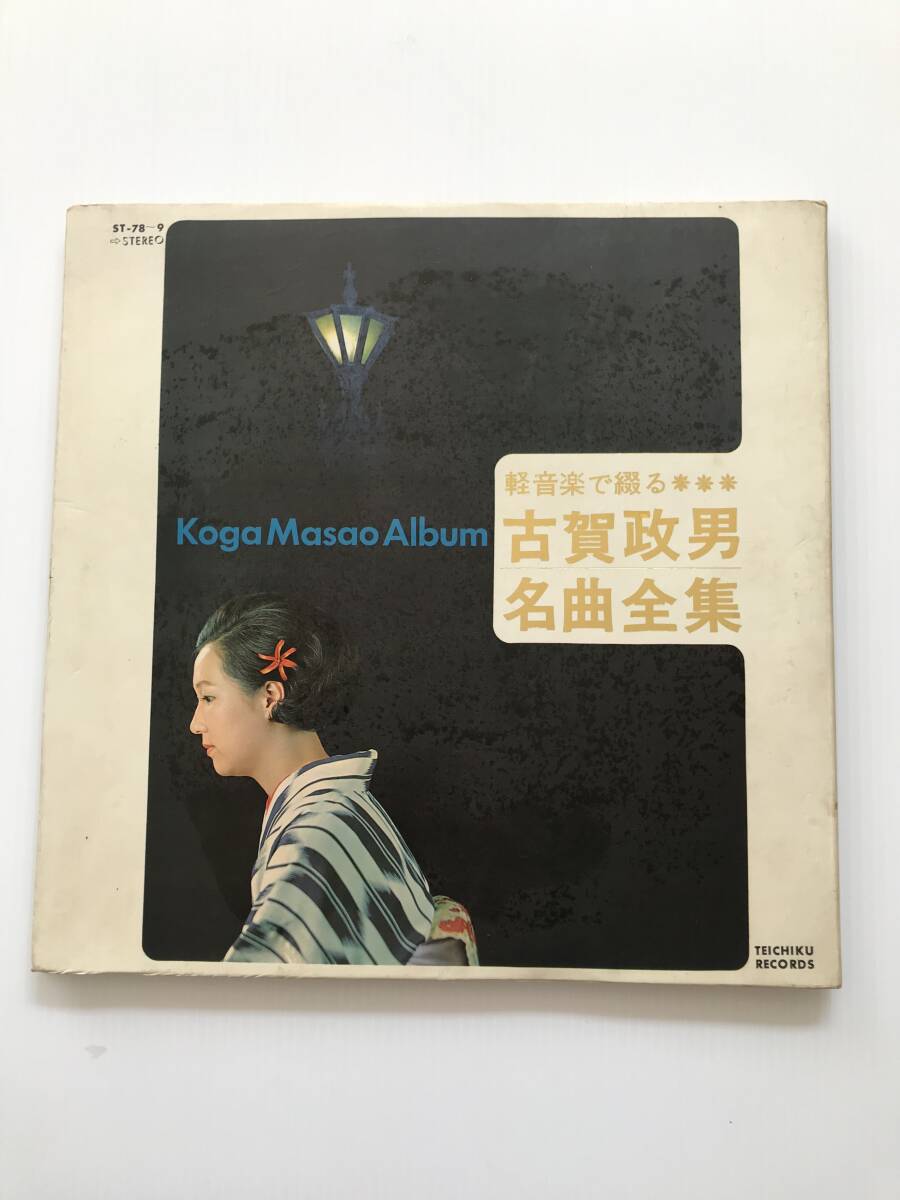 ST-78~9
⇨STEREO
軽音楽で綴る***
Koga Masao Album
古賀政男
名曲全集
TEICHIKU
RECORDS